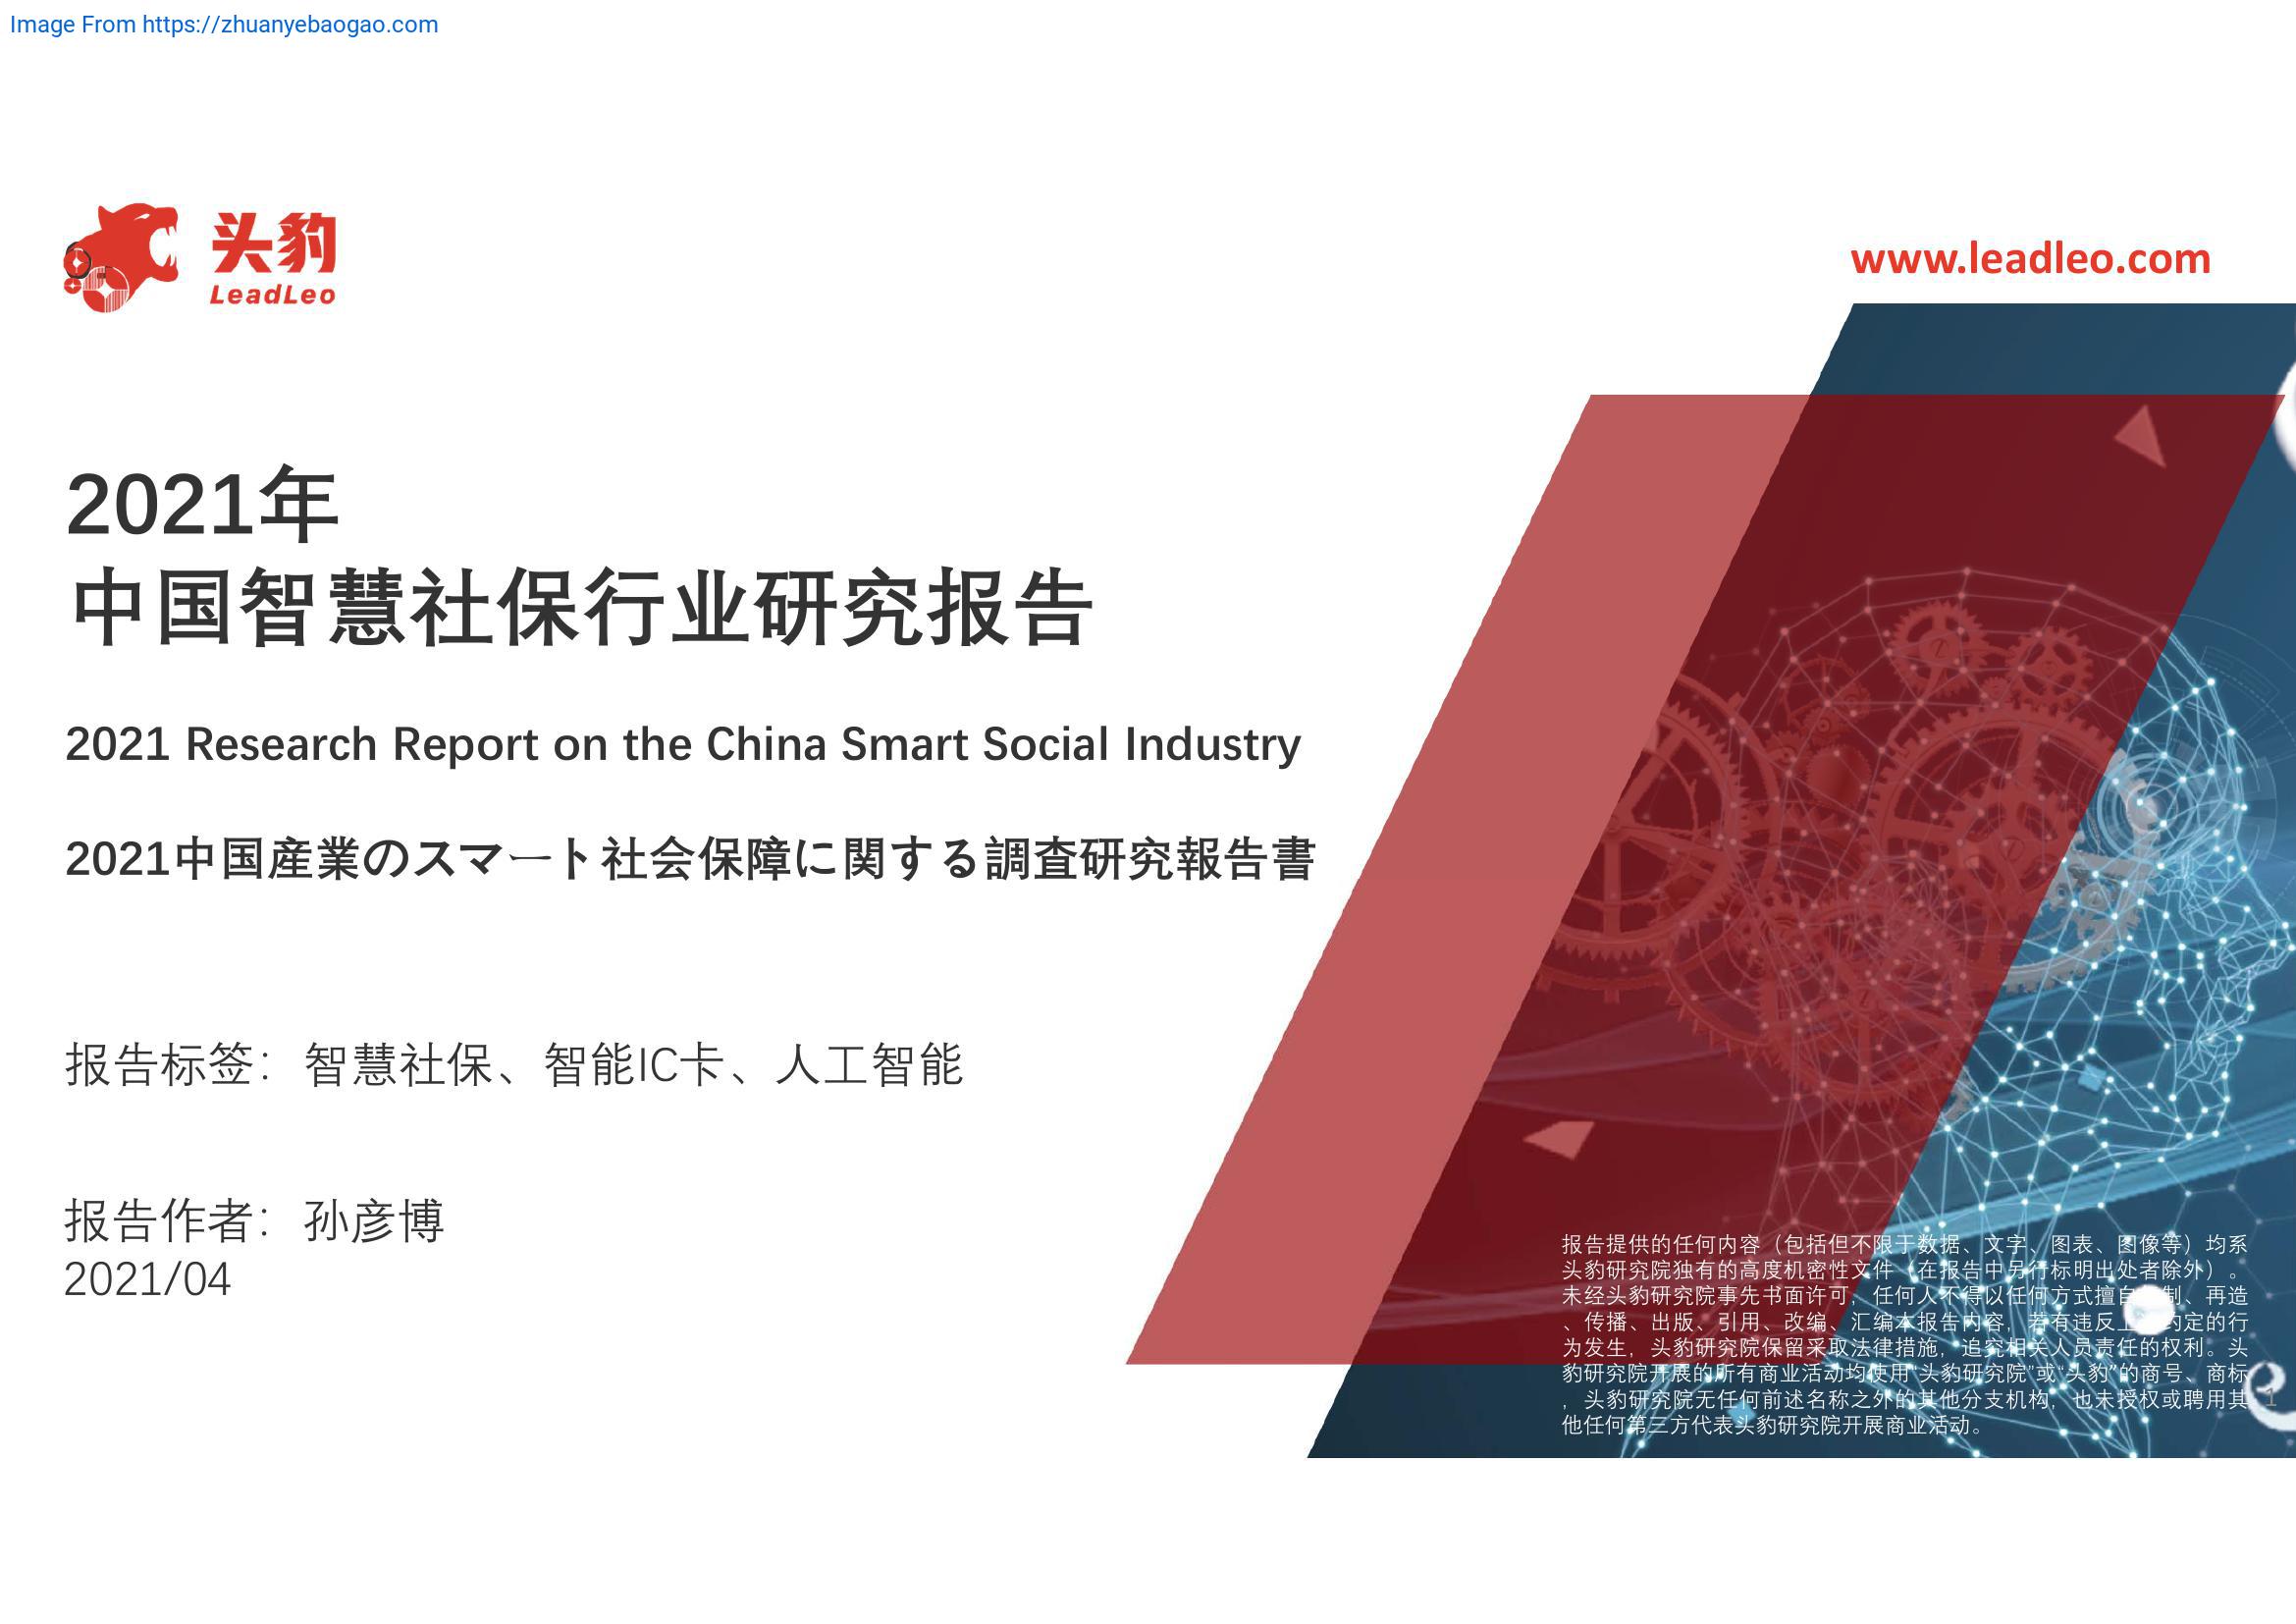 Image From https://zhuanyebaogao.com
头豹
LeadLeo
www.leadleo.com
2021年
中国智慧社保行业研究报告
2021 Research Report on the China Smart Social Industry
2021中国産業のスマート社会保障に関する調査研究報告書
报告标签：智慧社保、智能IC卡、人工智能
报告作者：孙彦博
2021/04
报告提供的任何内容（包括但不限于数据、文字、图表、图像等）均系
头豹研究院独有的高度机密性文件（在报告中另行标明出处者除外）。
未经头豹研究院事先书面许可，任何人不得以任何方式擅自 制、再造
、传播、出版、引用、改编、汇编本报告内容，若有违反上 约定的行
为发生，头豹研究院保留采取法律措施，追究相关人员责任的权利。头
豹研究院开展的所有商业活动均使用“头豹研究院”或“头豹”的商号、商标
，头豹研究院无任何前述名称之外的其他分支机构，也未授权或聘用其
他任何第三方代表头豹研究院开展商业活动。
1